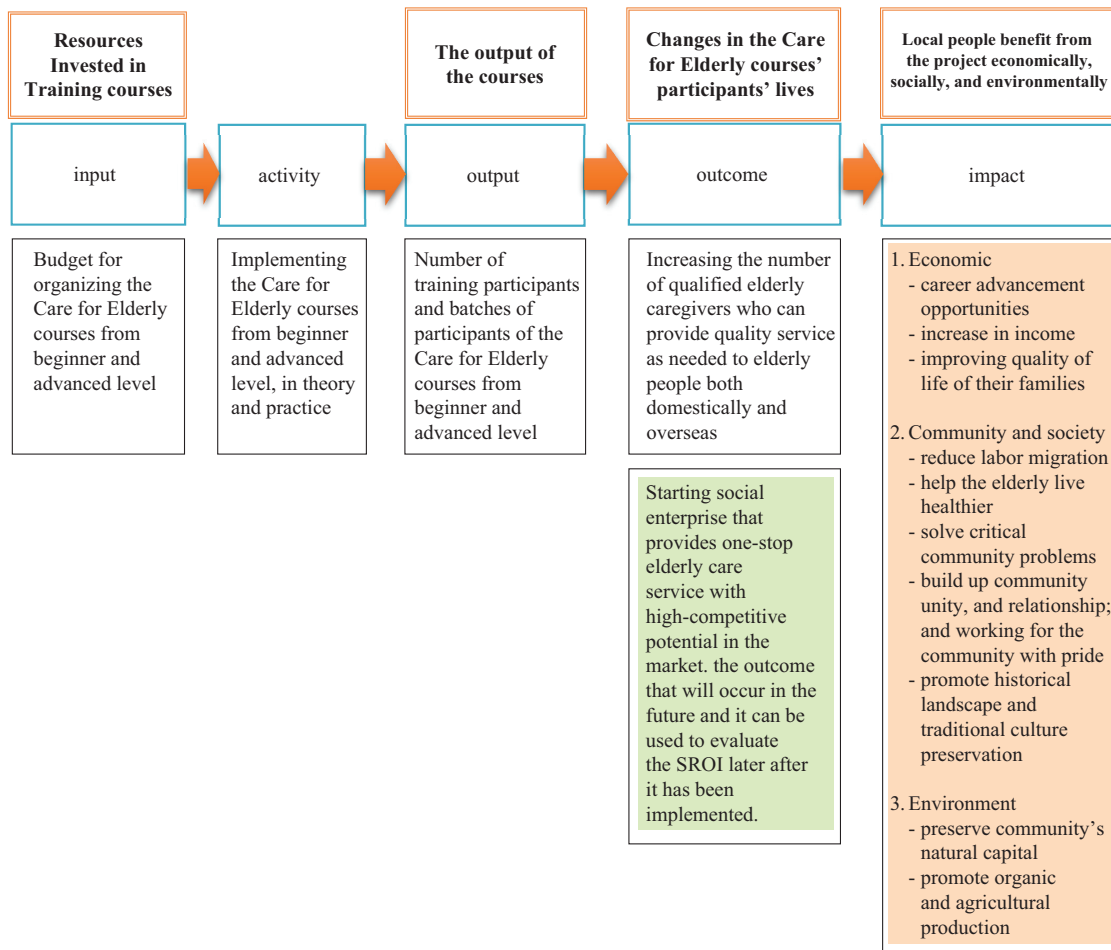 Resources
Invested in
Training courses
The output of
the courses
Changes in the Care
for Elderly courses'
participants' lives
Local people benefit from
the project economically,
socially, and environmentally
input
activity
output
outcome
impact
Budget for
organizing the
Care for Elderly
courses from
beginner and
advanced level
Implementing
the Care for
Elderly courses
from beginner
and advanced
level, in theory
and practice
Number of
training participants
and batches of
participants of the
Care for Elderly
courses from
beginner and
advanced level
Increasing the number
of qualified elderly
caregivers who can
provide quality service
as needed to elderly
people both
domestically and
overseas
Starting social
enterprise that
provides one-stop
elderly care
service with
high-competitive
potential in the
market. the outcome
that will occur in the
future and it can be
used to evaluate
the SROI later after
it has been
implemented.
1. Economic
- career advancement
opportunities
- increase in income
- improving quality of
life of their families
2. Community and society
- reduce labor migration
- help the elderly live
healthier
- solve critical
community problems
- build up community
unity, and relationship;
and working for the
community with pride
- promote historical
landscape and
traditional culture
preservation
3. Environment
- preserve community's
natural capital
- promote organic
and agricultural
production